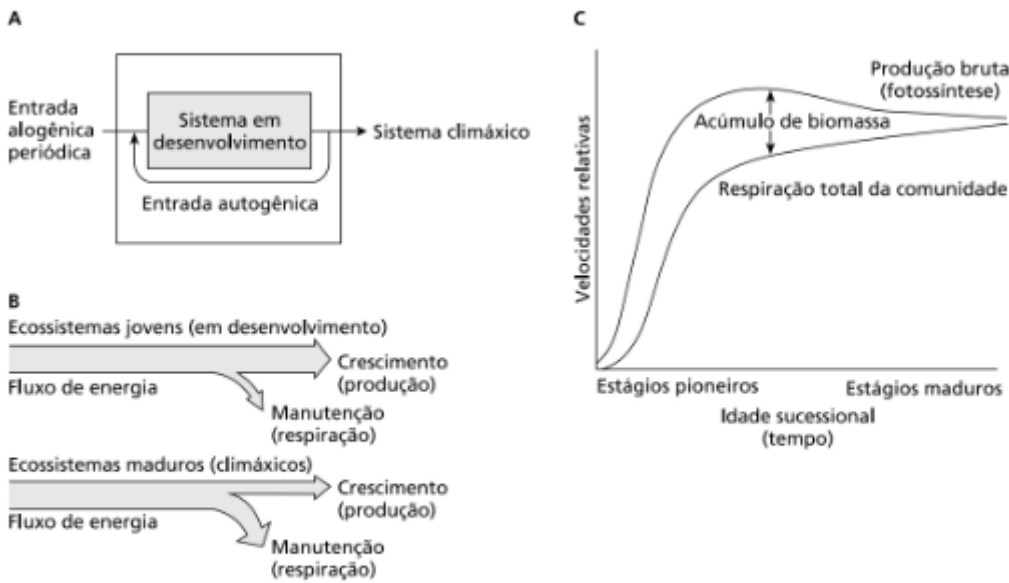 A
Entrada
alogênica
periódica
Sistema em
desenvolvimento
Sistema climáxico
Entrada autogênica
B
Ecossistemas jovens (em desenvolvimento)
Fluxo de energia
Crescimento
(produção)
Manutenção
(respiração)
Ecossistemas maduros (climáxicos)
Fluxo de energia
Crescimento
(produção)
Manutenção
(respiração)
C
Velocidades relativas
Produção bruta
(fotossíntese)
Acúmulo de biomassa
Respiração total da comunidade
Estágios pioneiros
Estágios maduros
Idade sucessional
(tempo)